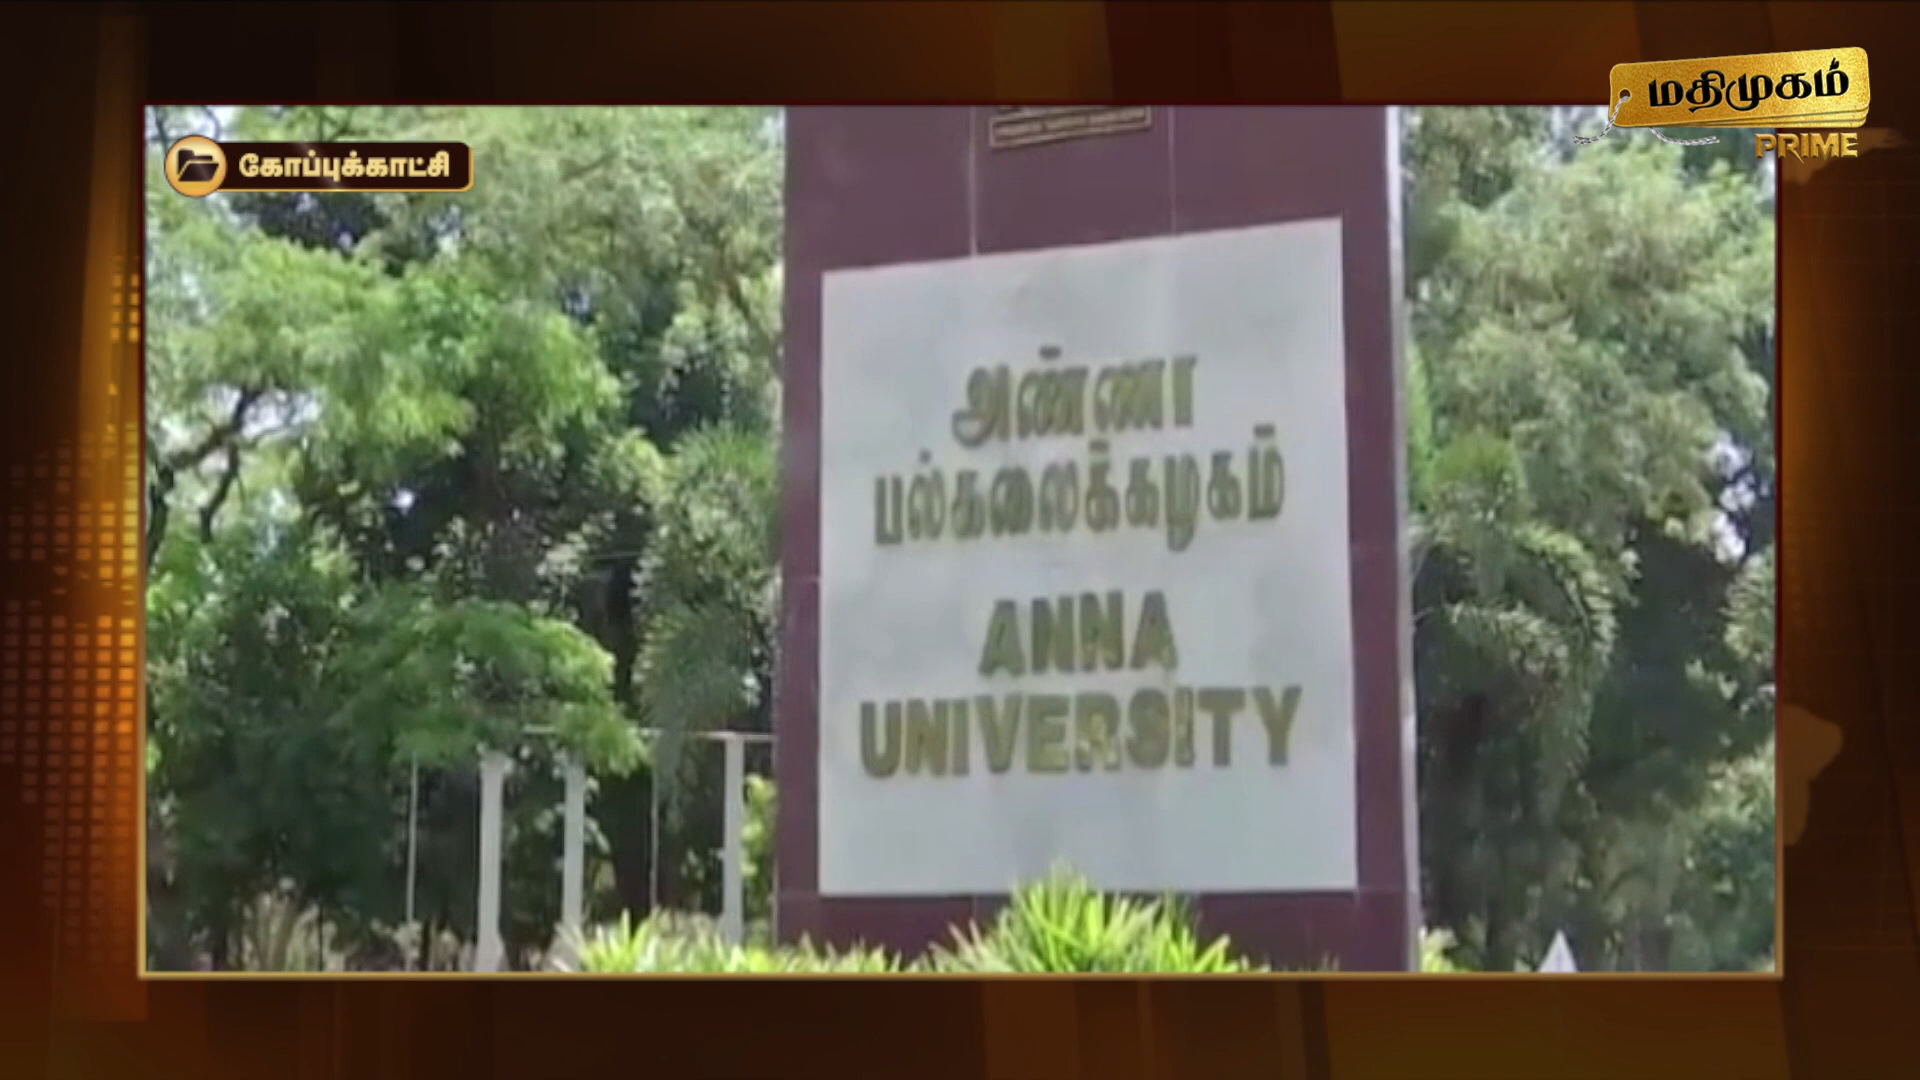 மதிமுகம்
PRIME
கோப்புக்காட்சி
அண்ணா
பல்கலைக்கழகம்
ANNA
UNIVERSITY